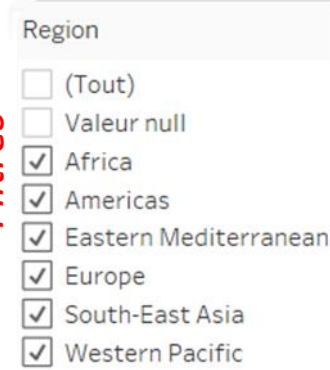 Region
(Tout)
Valeur null
Africa
Americas
Eastern Mediterranean
Europe
South-East Asia
Western Pacific